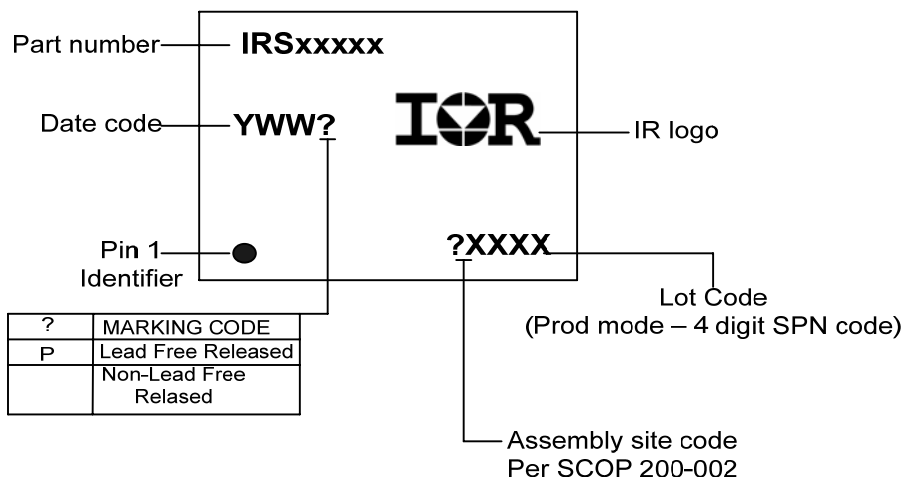 Part number
IRSxxxxx
Date code
YWW?
IOR
IR logo
Pin 1
Identifier
?XXXX
Lot Code
(Prod mode – 4 digit SPN code)
? MARKING CODE
P Lead Free Released
Non-Lead Free
Relased
Assembly site code
Per SCOP 200-002